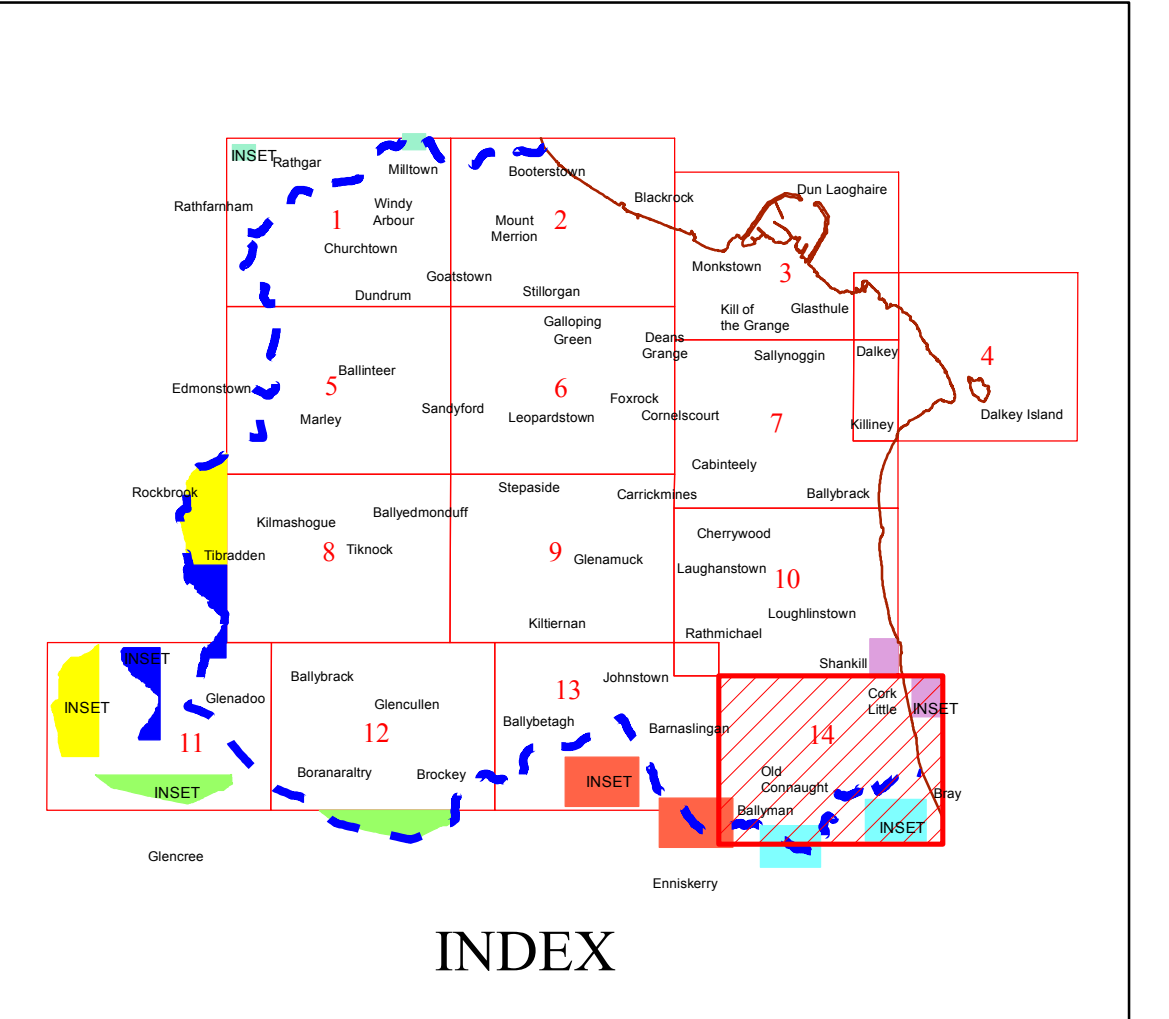 INSET
Rathgar
Milltown
Booterstown
Rathfarnham
Windy
Arbour
1
Churchtown
Goatstown
Dundrum
Mount
Merrion
2
Stillorgan
Blackrock
Dun Laoghaire
Monkstown
3
Kill of
the Grange
Glasthule
4
Dalkey Island
Edmonstown
Ballinteer
5
Marley
Sandyford
Galloping
Green
Deans
Grange
6
Foxrock
Leopardstown
Cornelscourt
Sallynoggin
Dalkey
7
Killiney
Cabinteely
Ballybrack
Rockbrook
Tibradden
Kilmashogue
Ballyedmonduff
8
Tiknock
Stepaside
Carrickmines
9
Glenamuck
Kiltiernan
Cherrywood
Laughanstown
10
Loughlinstown
Rathmichael
Shankill
INSET
INSET
Glenadoo
11
INSET
Ballybrack
Glencullen
12
Boranaraltry
Brockey
Johnstown
13
Ballybetagh
Barnaslingan
INSET
Cork
Little
INSET
14
Old
Connaught
Ballyman
Bray
INSET
Glencree
Enniskerry
INDEX